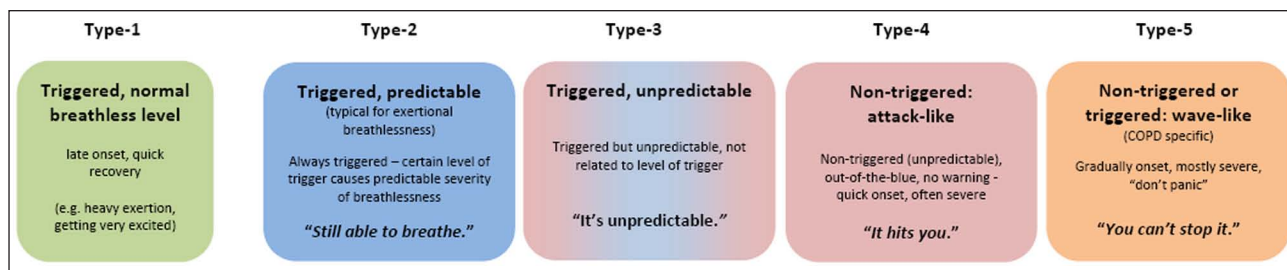 Type-1
Type-2
Type-3
Type-4
Type-5
Triggered, normal
breathless level
late onset, quick
recovery
(e.g. heavy exertion,
getting very excited)
Triggered, predictable
(typical for exertional
breathlessness)
Always triggered – certain level of
trigger causes predictable severity
of breathlessness
“Still able to breathe.”
Triggered, unpredictable
Triggered but unpredictable, not
related to level of trigger
“It’s unpredictable.”
Non-triggered:
attack-like
Non-triggered (unpredictable),
out-of-the-blue, no warning -
quick onset, often severe
“It hits you.”
Non-triggered or
triggered: wave-like
(COPD specific)
Gradually onset, mostly severe,
“don’t panic”
“You can’t stop it.”